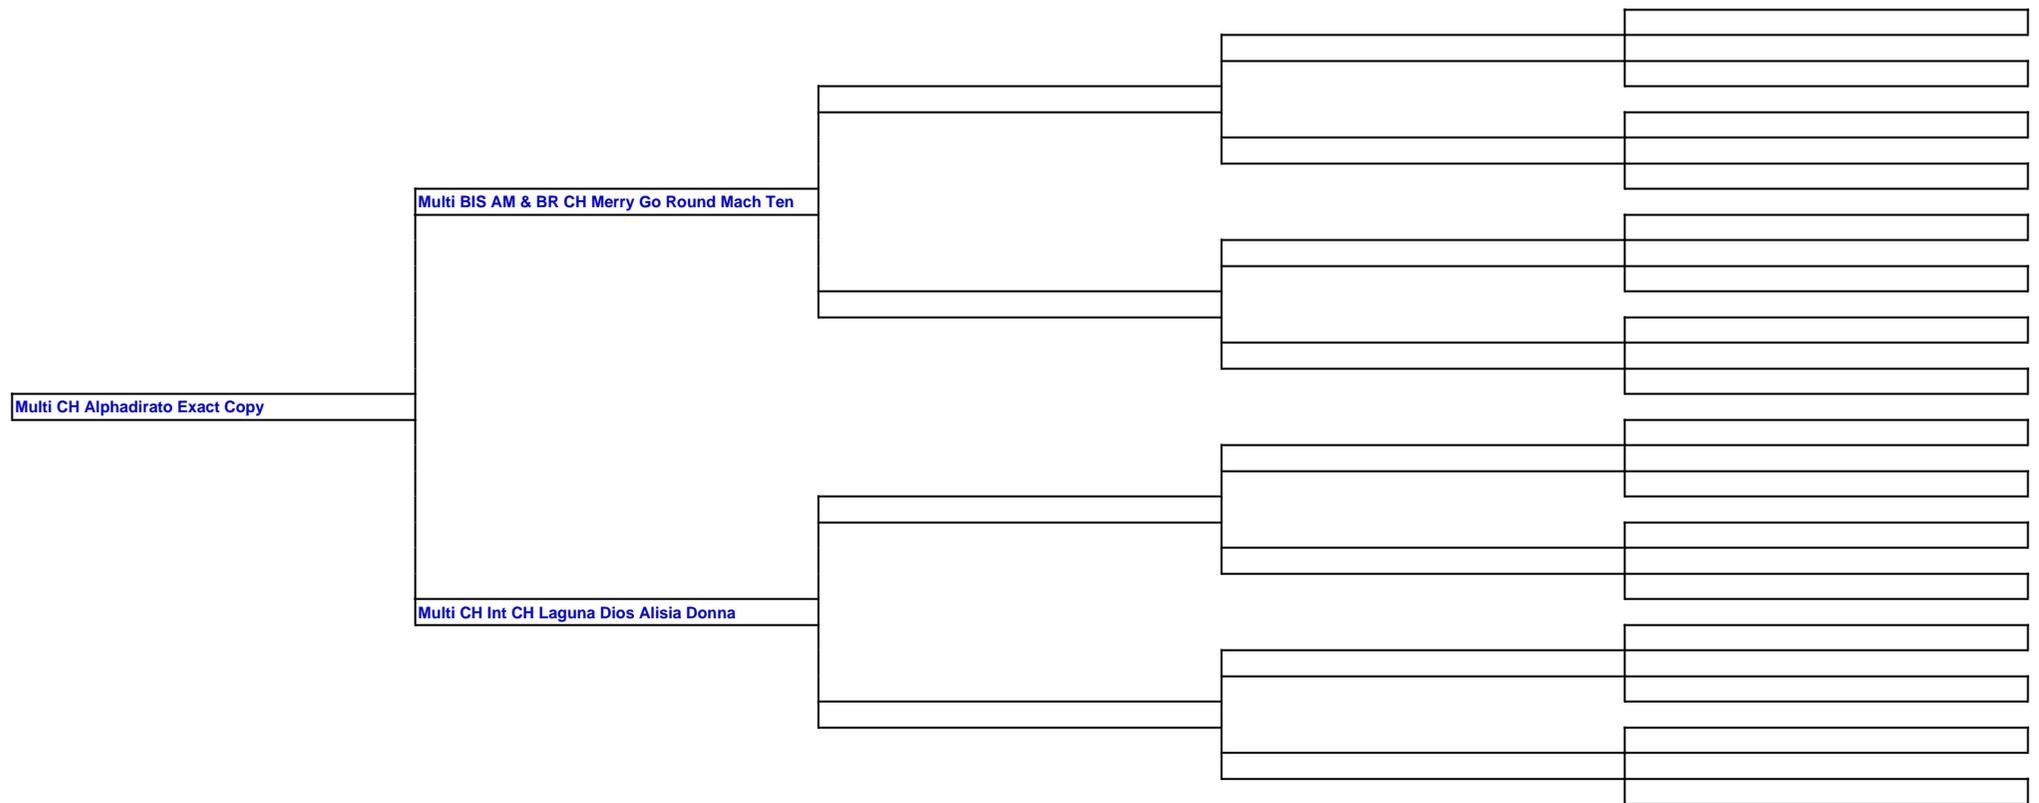 Multi BIS AM & BR CH Merry Go Round Mach Ten
Multi CH Alphadirato Exact Copy
Multi CH Int CH Laguna Dios Alisia Donna